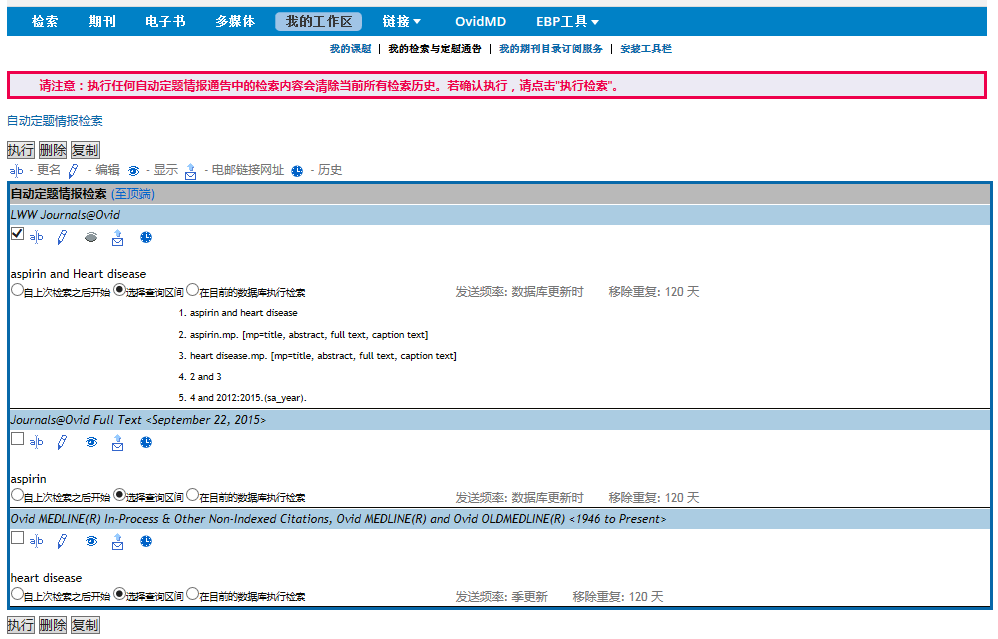 检索 期刊 电子书 多媒体 我的工作区 链接 OvidMD EBP工具
我的课题 | 我的检索与定题通告 | 我的期刊目录订阅服务 | 安装工具栏
请注意：执行任何自动定题情报通告中的检索内容会清除当前所有检索历史。若确认执行，请点击"执行检索"。
自动定题情报检索
执行 删除 复制
a|b - 更名 - 编辑 - 显示 - 电邮链接网址 - 历史
自动定题情报检索 (至顶端)
LWW Journals@Ovid
a|b
aspirin and Heart disease
自上次检索之后开始 选择查询区间 在目前的数据库执行检索 发送频率: 数据库更新时 移除重复: 120 天
1. aspirin and heart disease
2. aspirin.mp. [mp=title, abstract, full text, caption text]
3. heart disease.mp. [mp=title, abstract, full text, caption text]
4. 2 and 3
5. 4 and 2012:2015.(sa_year).
Journals@Ovid Full Text <September 22, 2015>
a|b
aspirin
自上次检索之后开始 选择查询区间 在目前的数据库执行检索 发送频率: 数据库更新时 移除重复: 120 天
Ovid MEDLINE(R) In-Process & Other Non-Indexed Citations, Ovid MEDLINE(R) and Ovid OLDMEDLINE(R) <1946 to Present>
a|b
heart disease
自上次检索之后开始 选择查询区间 在目前的数据库执行检索 发送频率: 季更新 移除重复: 120 天
执行 删除 复制